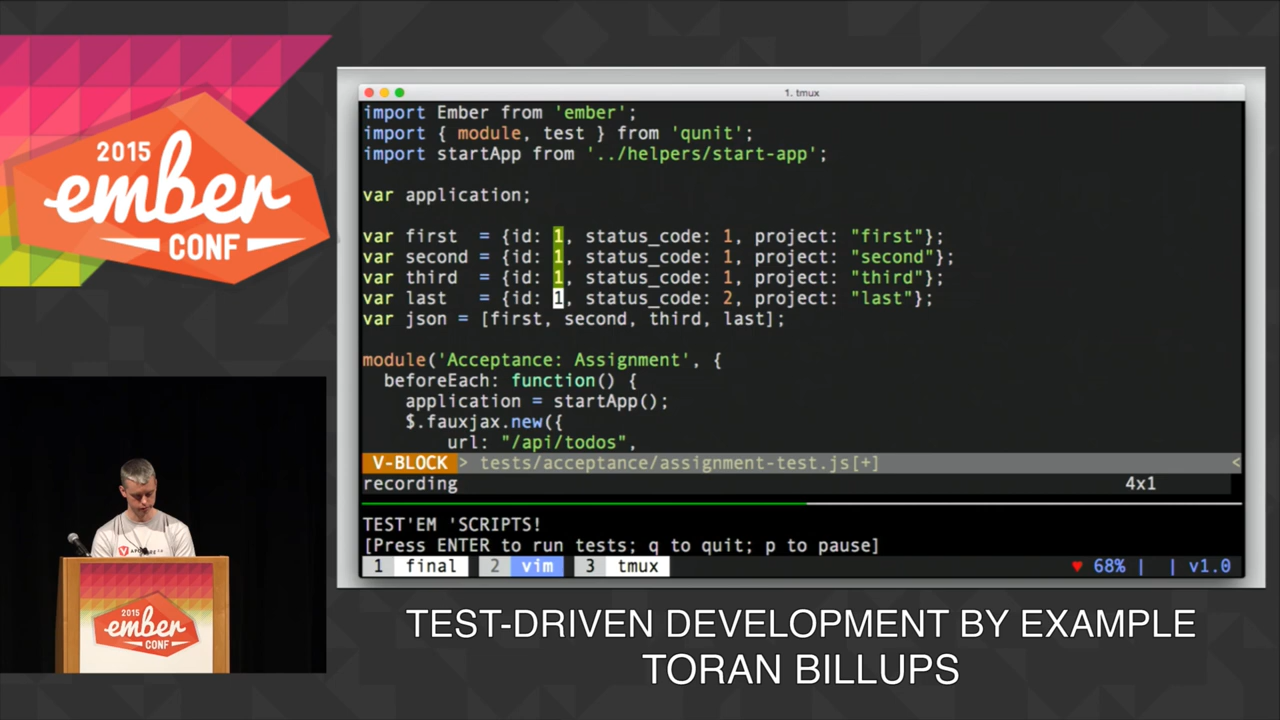 2015
ember
CONF
1. tmux
import Ember from 'ember';
import { module, test } from 'qunit';
import startApp from '../helpers/start-app';
var application;
var first  = {id: 1, status_code: 1, project: "first"};
var second = {id: 1, status_code: 1, project: "second"};
var third  = {id: 1, status_code: 1, project: "third"};
var last   = {id: 1, status_code: 2, project: "last"};
var json = [first, second, third, last];
module('Acceptance: Assignment', {
  beforeEach: function() {
    application = startApp();
    $.fauxjax.new({
        url: "/api/todos",
V-BLOCK > tests/acceptance/assignment-test.js[+] <
recording 4x1
TEST'EM 'SCRIPTS!
[Press ENTER to run tests; q to quit; p to pause]
1 final 2 vim 3 tmux ♥ 68% | | v1.0
2015
ember
CONF
TEST-DRIVEN DEVELOPMENT BY EXAMPLE
TORAN BILLUPS